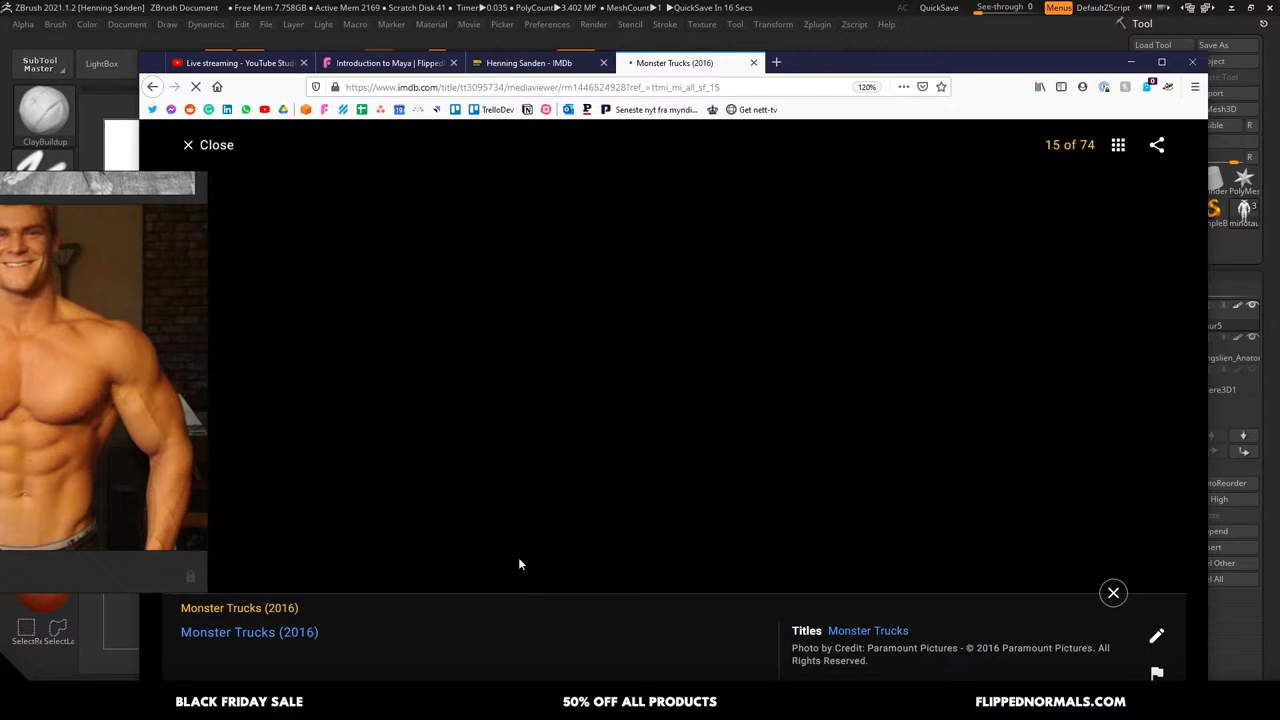 ZBrush 2021.1.2 [Henning Sanden] ZBrush Document • Free Mem 7.758GB • Active Mem 2169 • Scratch Disk 41 • Timer▶0.035 • PolyCount▶3.402 MP • MeshCount▶1 ▶QuickSave In 16 Secs AC QuickSave See-through 0 Menus DefaultZScript
Alpha Brush Color Document Draw Dynamics Edit File Layer Light Macro Marker Material Movie Picker Preferences Render Stencil Stroke Texture Tool Transform Zplugin Zscript Help Tool
Load Tool Save As
SubTool
Master
LightBox
Live streaming - YouTube Stud
Introduction to Maya | Flipped
Henning Sanden - IMDb
Monster Trucks (2016)
https://www.imdb.com/title/tt3095734/mediaviewer/rm1446524928?ref_=ttmi_mi_all_sf_15
120%
TrelloDev
Seneste nyt fra myndi...
Get nett-tv
ClayBuildup
Close
15 of 74
Monster Trucks (2016)
Monster Trucks (2016)
Titles Monster Trucks
Photo by Credit: Paramount Pictures - © 2016 Paramount Pictures. All
Rights Reserved.
SelectRe SelectLa
BLACK FRIDAY SALE
50% OFF ALL PRODUCTS
FLIPPEDNORMALS.COM